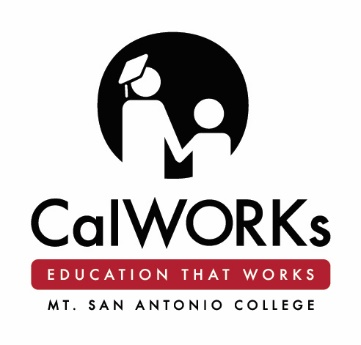 CalWORKs
EDUCATION THAT WORKS
MT. SAN ANTONIO COLLEGE